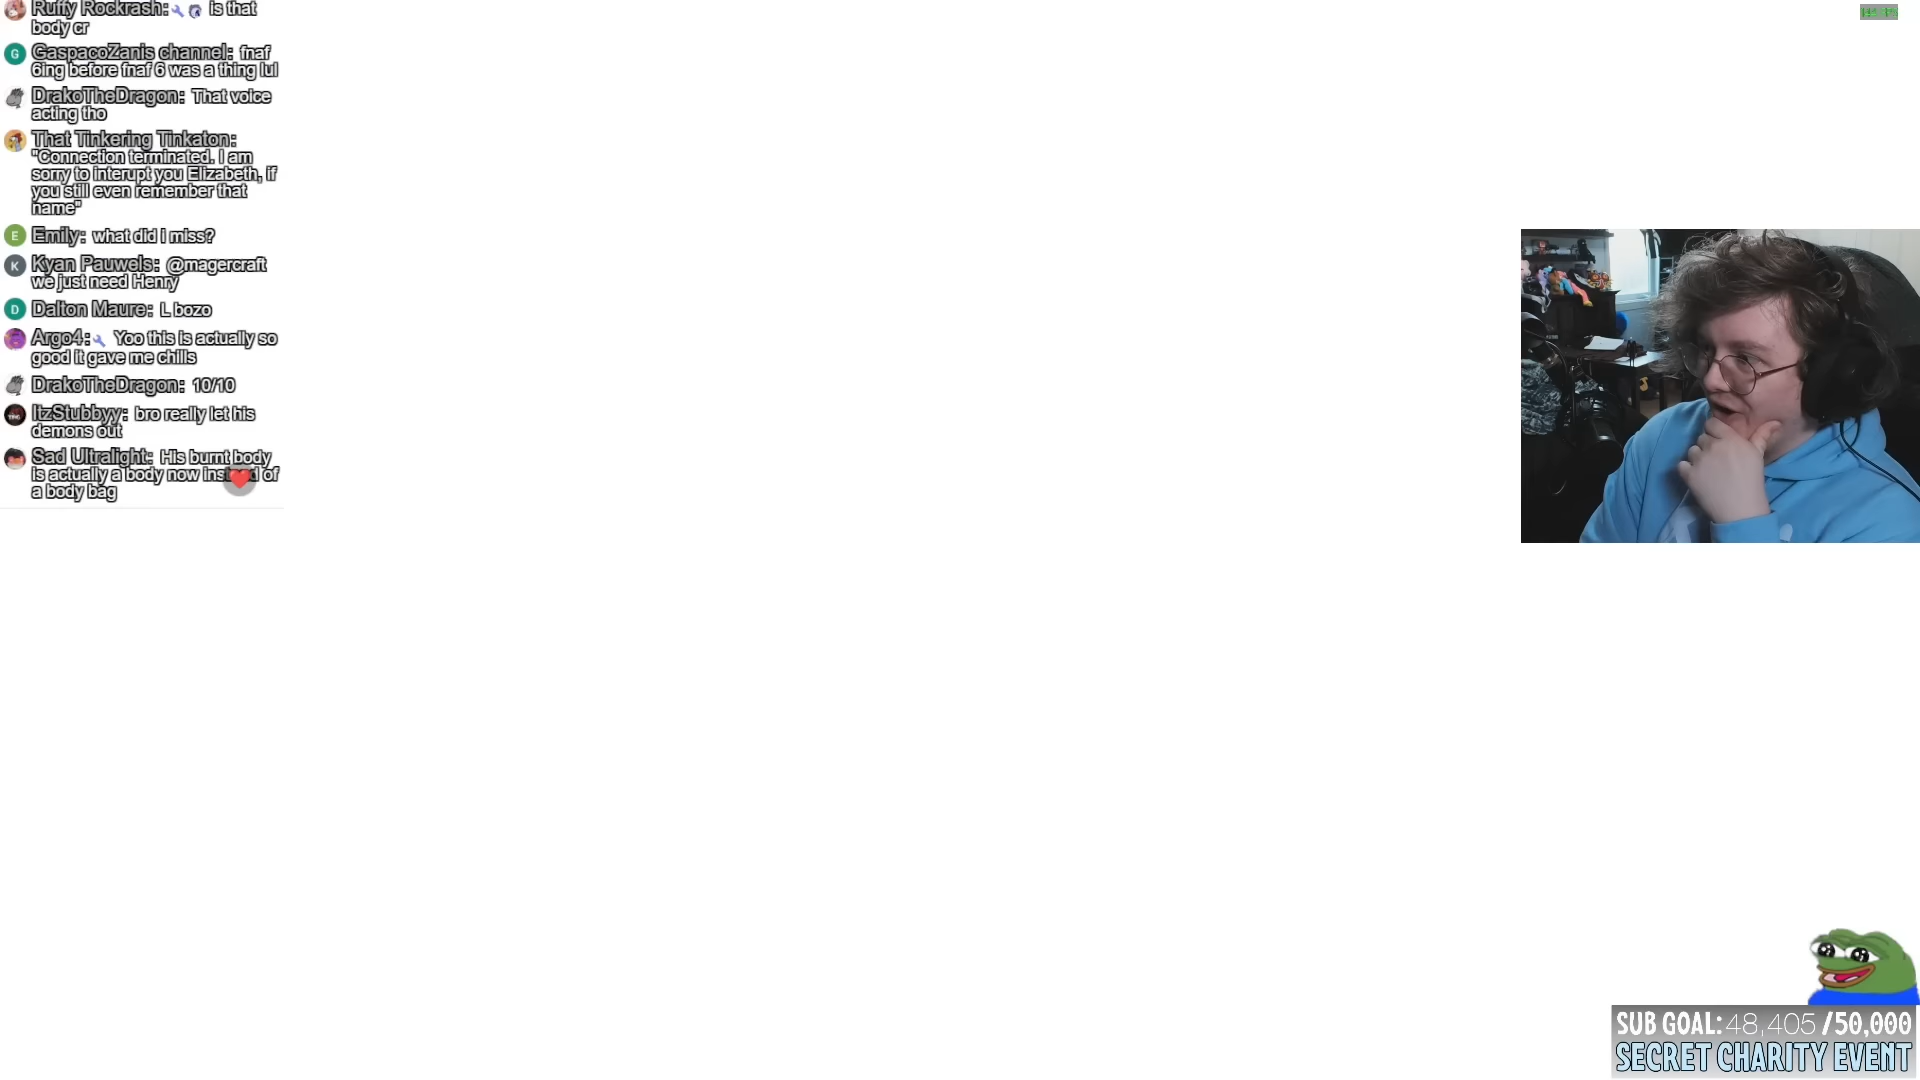 Ruffy Rockrash: is that
body cr
GaspacoZanis channel: fnaf
6ing before fnaf 6 was a thing lul
DrakoTheDragon: That voice
acting tho
That Tinkering Tinkaton:
"Connection terminated. I am
sorry to interupt you Elizabeth, if
you still even remember that
name"
Emily: what did I miss?
Kyan Pauwels: @magercraft
we just need Henry
Dalton Maure: L bozo
Argo4: Yoo this is actually so
good it gave me chills
DrakoTheDragon: 10/10
ItzStubbyy: bro really let his
demons out
Sad Ultralight: His burnt body
is actually a body now instead of
a body bag
SUB GOAL: 48,405 /50,000
SECRET CHARITY EVENT